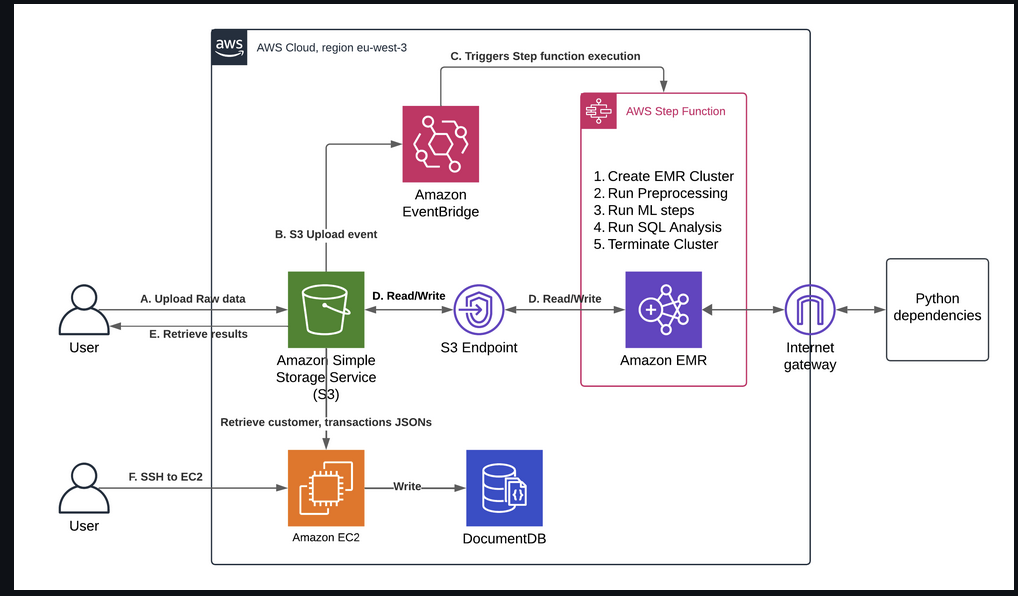 aws
AWS Cloud, region eu-west-3
C. Triggers Step function execution
AWS Step Function
Amazon
EventBridge
1. Create EMR Cluster
2. Run Preprocessing
3. Run ML steps
4. Run SQL Analysis
5. Terminate Cluster
B. S3 Upload event
A. Upload Raw data
D. Read/Write
D. Read/Write
E. Retrieve results
User
Amazon Simple
Storage Service
(S3)
S3 Endpoint
Amazon EMR
Internet
gateway
Python
dependencies
Retrieve customer, transactions JSONs
F. SSH to EC2
User
Write
Amazon EC2
DocumentDB